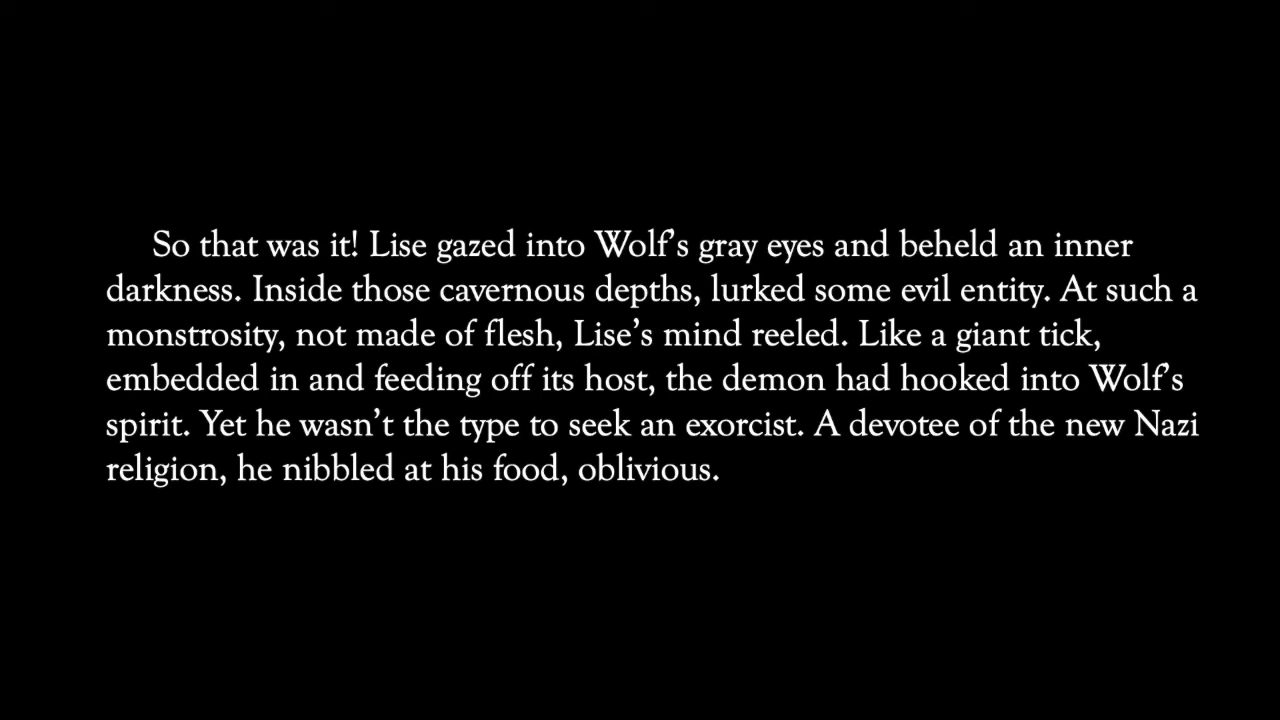 So that was it! Lise gazed into Wolf’s gray eyes and beheld an inner
darkness. Inside those cavernous depths, lurked some evil entity. At such a
monstrosity, not made of flesh, Lise’s mind reeled. Like a giant tick,
embedded in and feeding off its host, the demon had hooked into Wolf’s
spirit. Yet he wasn’t the type to seek an exorcist. A devotee of the new Nazi
religion, he nibbled at his food, oblivious.